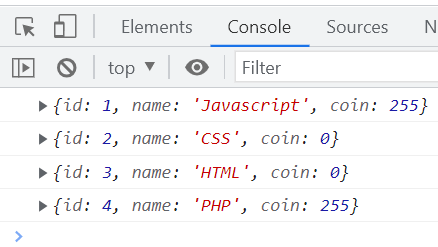 Elements Console Sources N
top Filter
{id: 1, name: 'Javascript', coin: 255}
{id: 2, name: 'CSS', coin: 0}
{id: 3, name: 'HTML', coin: 0}
{id: 4, name: 'PHP', coin: 255}